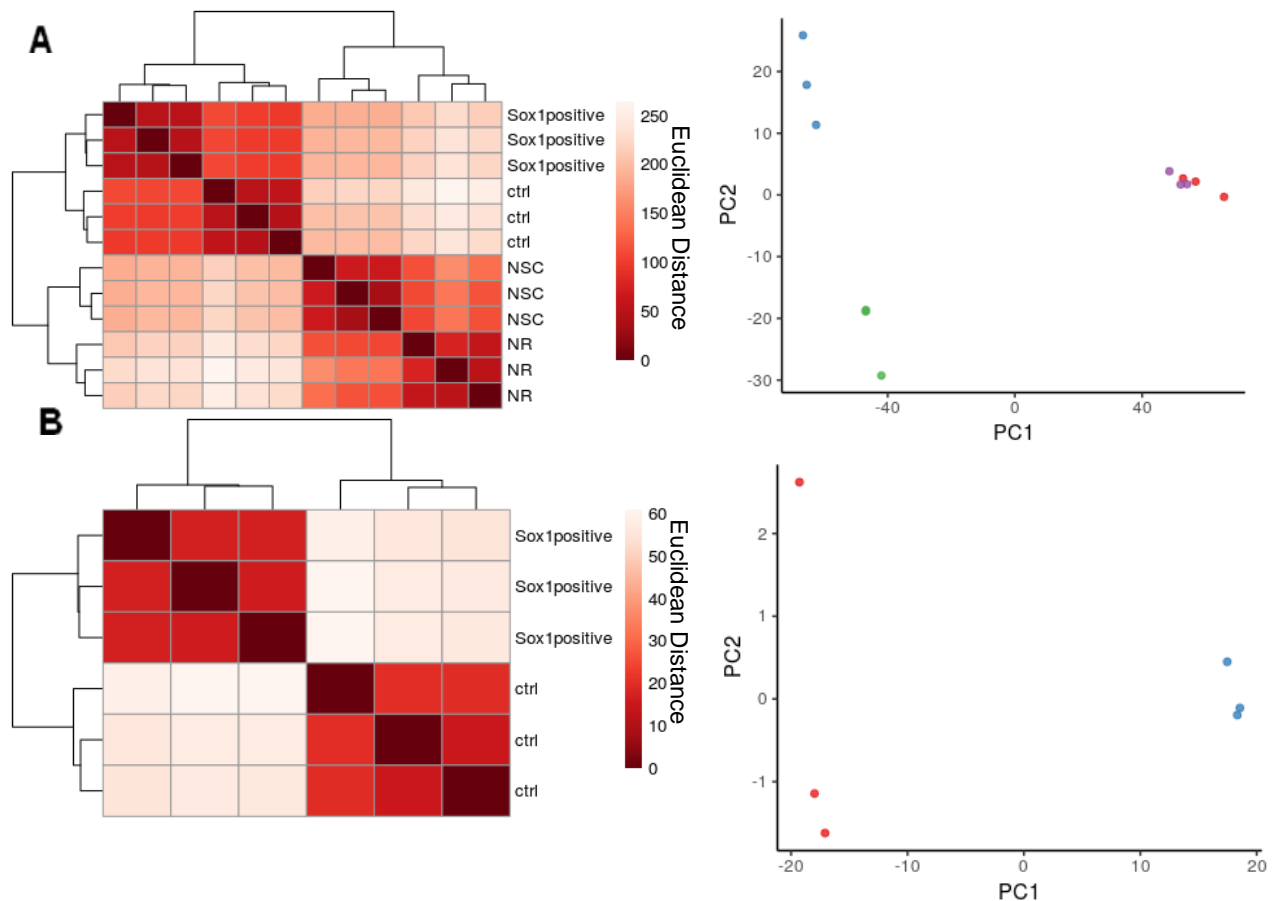 A
Sox1positive
Sox1positive
Sox1positive
ctrl
ctrl
ctrl
NSC
NSC
NSC
NR
NR
NR
250
200
150
100
50
0
Euclidean Distance
20
10
0
-10
-20
-30
PC2
-40
0
40
PC1
B
Sox1positive
Sox1positive
Sox1positive
ctrl
ctrl
ctrl
60
50
40
30
20
10
0
Euclidean Distance
2
1
0
-1
PC2
-20
-10
0
10
20
PC1